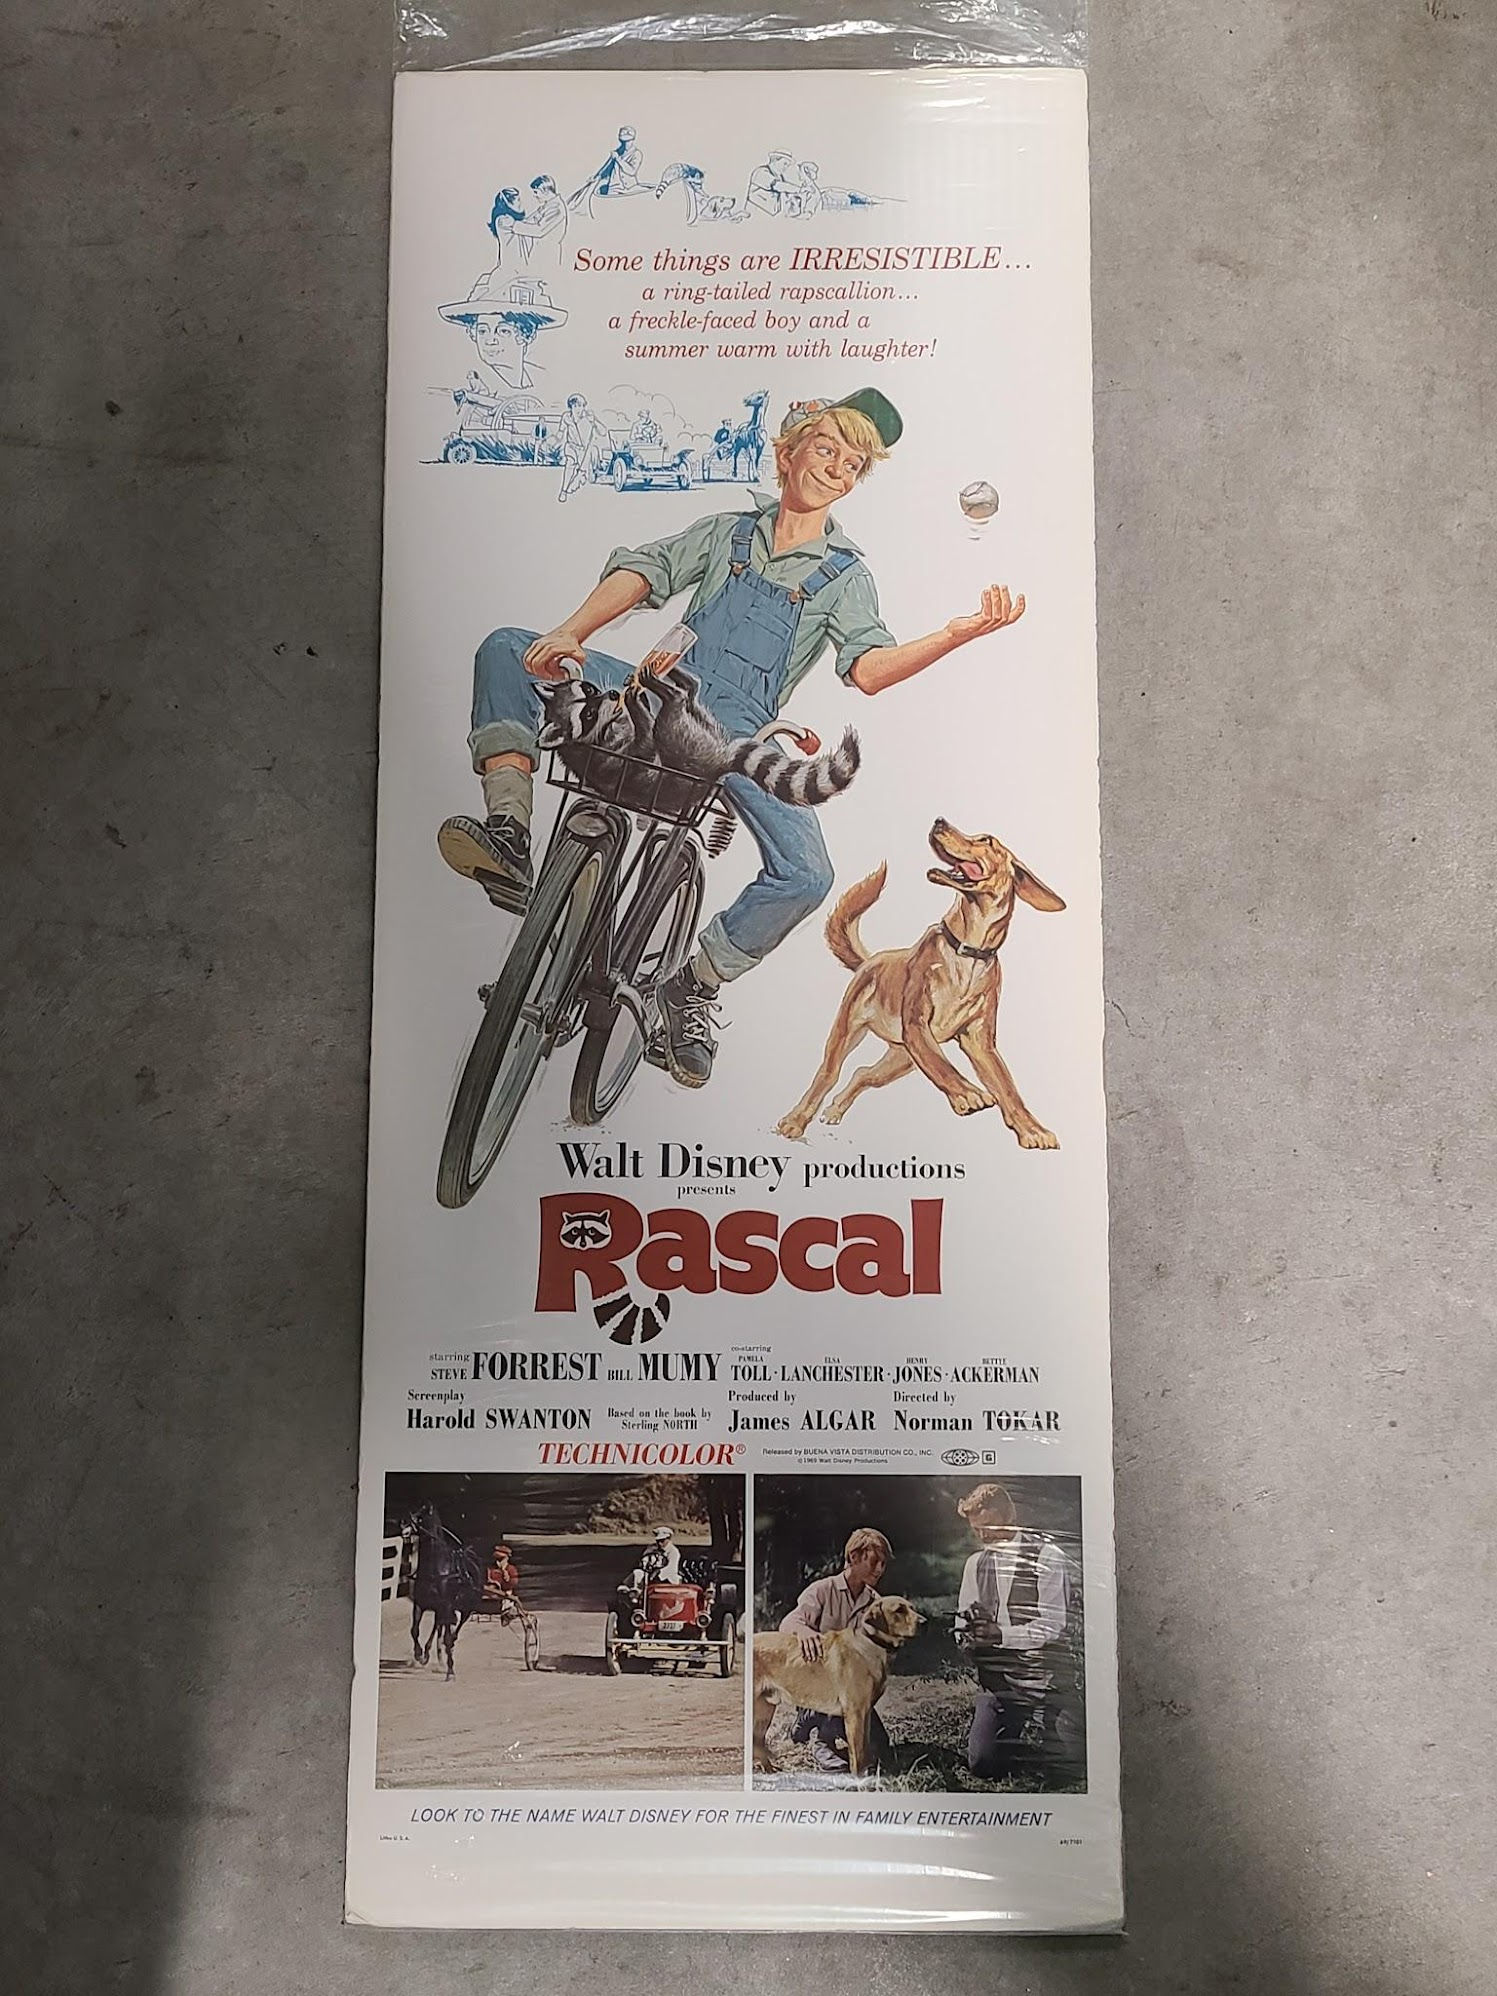 Some things are IRRESISTIBLE...
a ring-tailed rapscallion...
a freckle-faced boy and a
summer warm with laughter!
Walt Disney productions
presents
Rascal
starring STEVE FORREST BILL MUMY co-starring PAMELA TOLL · ELSA LANCHESTER · HENRY JONES · BETTYE ACKERMAN
Screenplay
Harold SWANTON
Based on the book by
Sterling NORTH
Produced by
James ALGAR
Directed by
Norman TOKAR
TECHNICOLOR®
Released by BUENA VISTA DISTRIBUTION CO., INC.
© 1969 Walt Disney Productions
G
LOOK TO THE NAME WALT DISNEY FOR THE FINEST IN FAMILY ENTERTAINMENT
Litho U. S. A.